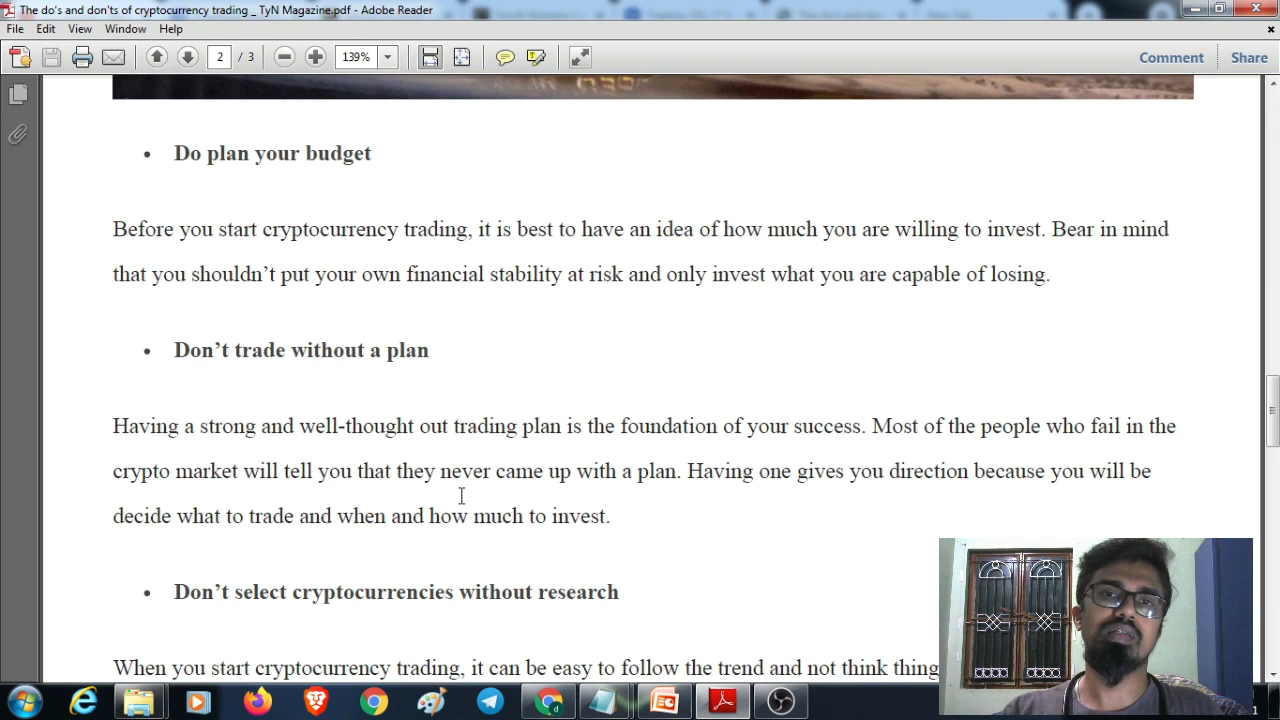 The do's and don'ts of cryptocurrency trading _ TyN Magazine.pdf - Adobe Reader
File Edit View Window Help
2 / 3 139% Comment Share
• Do plan your budget
Before you start cryptocurrency trading, it is best to have an idea of how much you are willing to invest. Bear in mind
that you shouldn’t put your own financial stability at risk and only invest what you are capable of losing.
• Don’t trade without a plan
Having a strong and well-thought out trading plan is the foundation of your success. Most of the people who fail in the
crypto market will tell you that they never came up with a plan. Having one gives you direction because you will be
decide what to trade and when and how much to invest.
• Don’t select cryptocurrencies without research
When you start cryptocurrency trading, it can be easy to follow the trend and not think thing